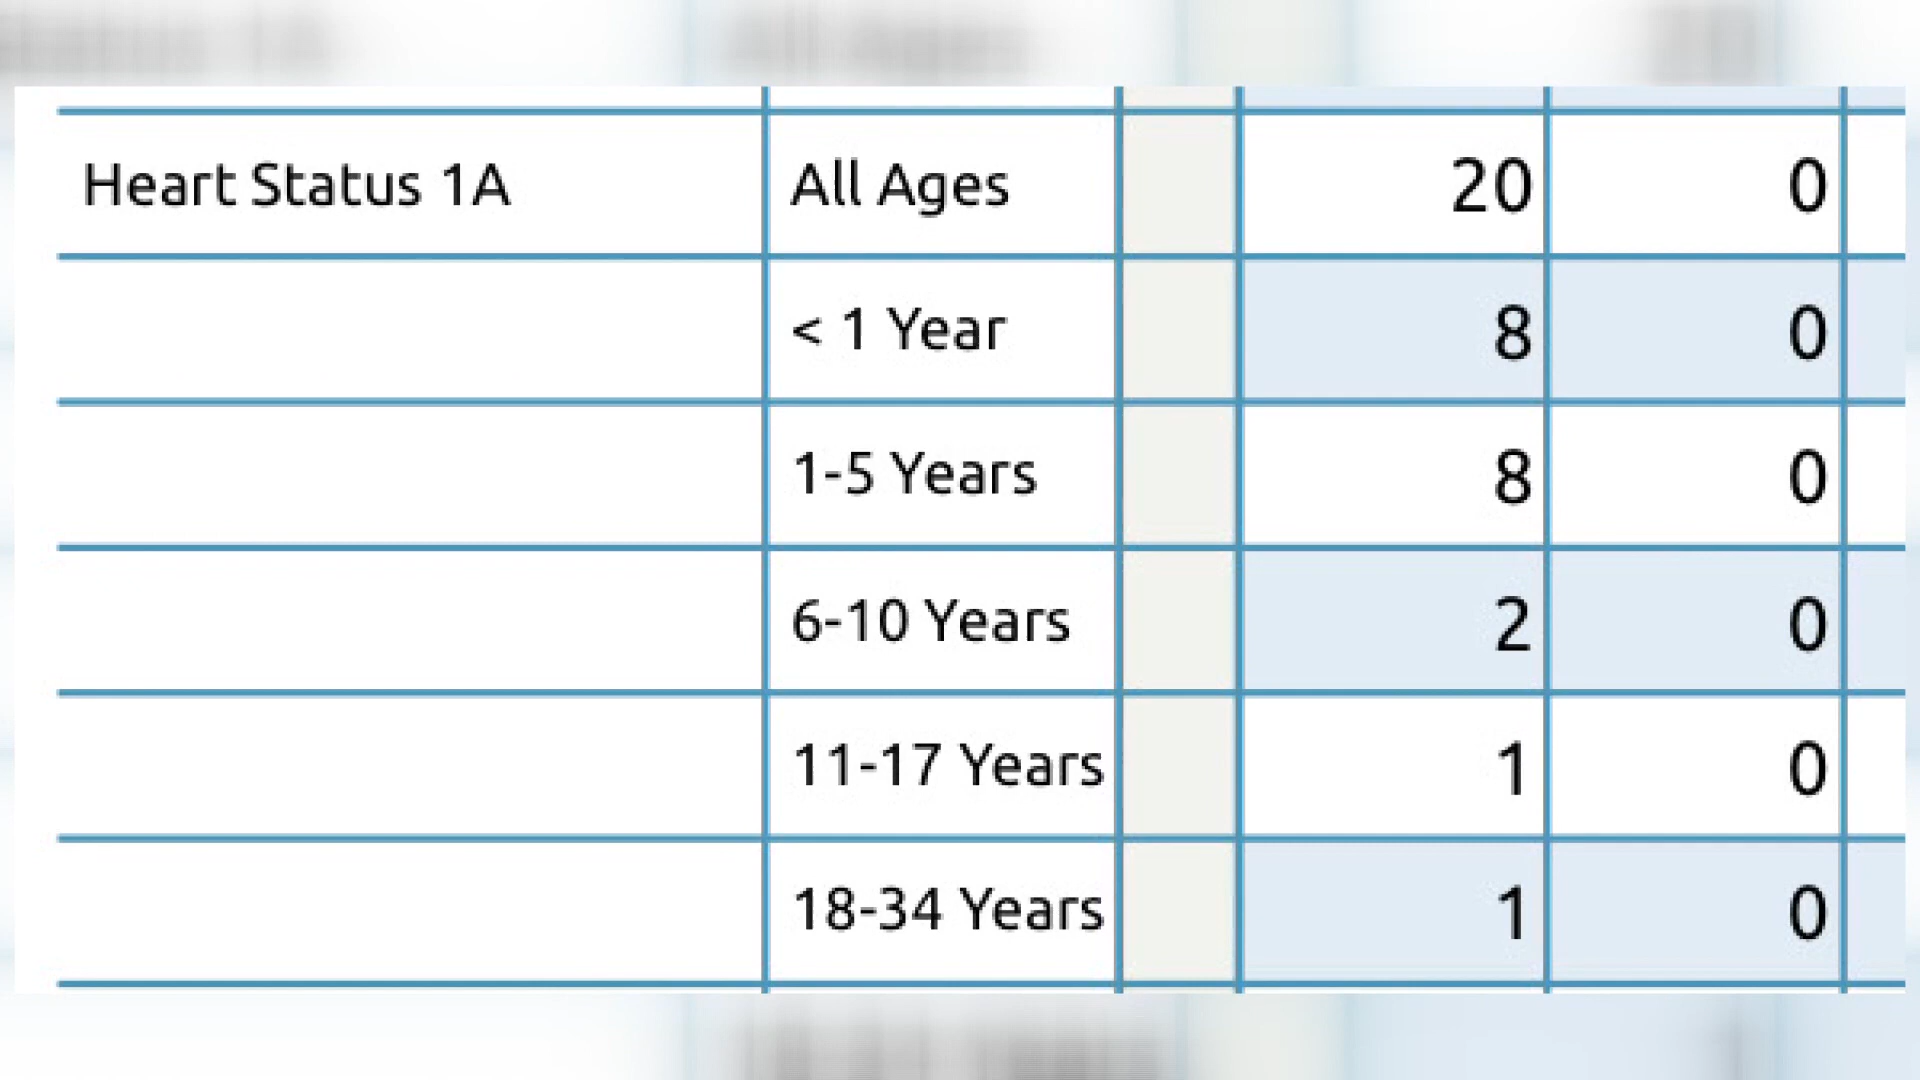 Heart Status 1A All Ages 20 0
< 1 Year 8 0
1-5 Years 8 0
6-10 Years 2 0
11-17 Years 1 0
18-34 Years 1 0